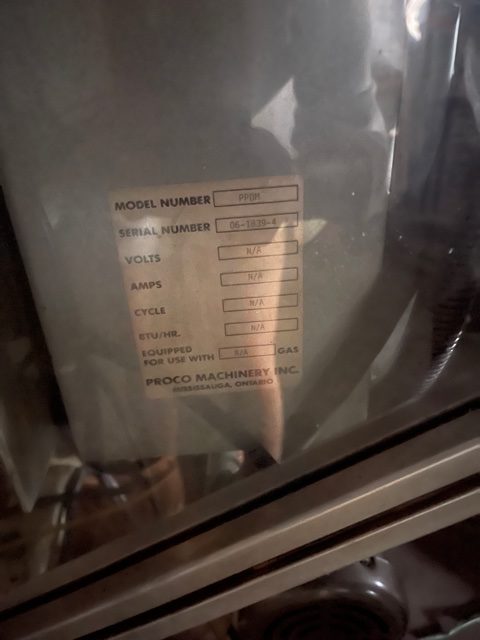 MODEL NUMBER PPDM
SERIAL NUMBER 06-1839-4
VOLTS N/A
AMPS N/A
CYCLE N/A
BTU/HR. N/A
EQUIPPED
FOR USE WITH N/A GAS
PROCO MACHINERY INC.
MISSISSAUGA, ONTARIO